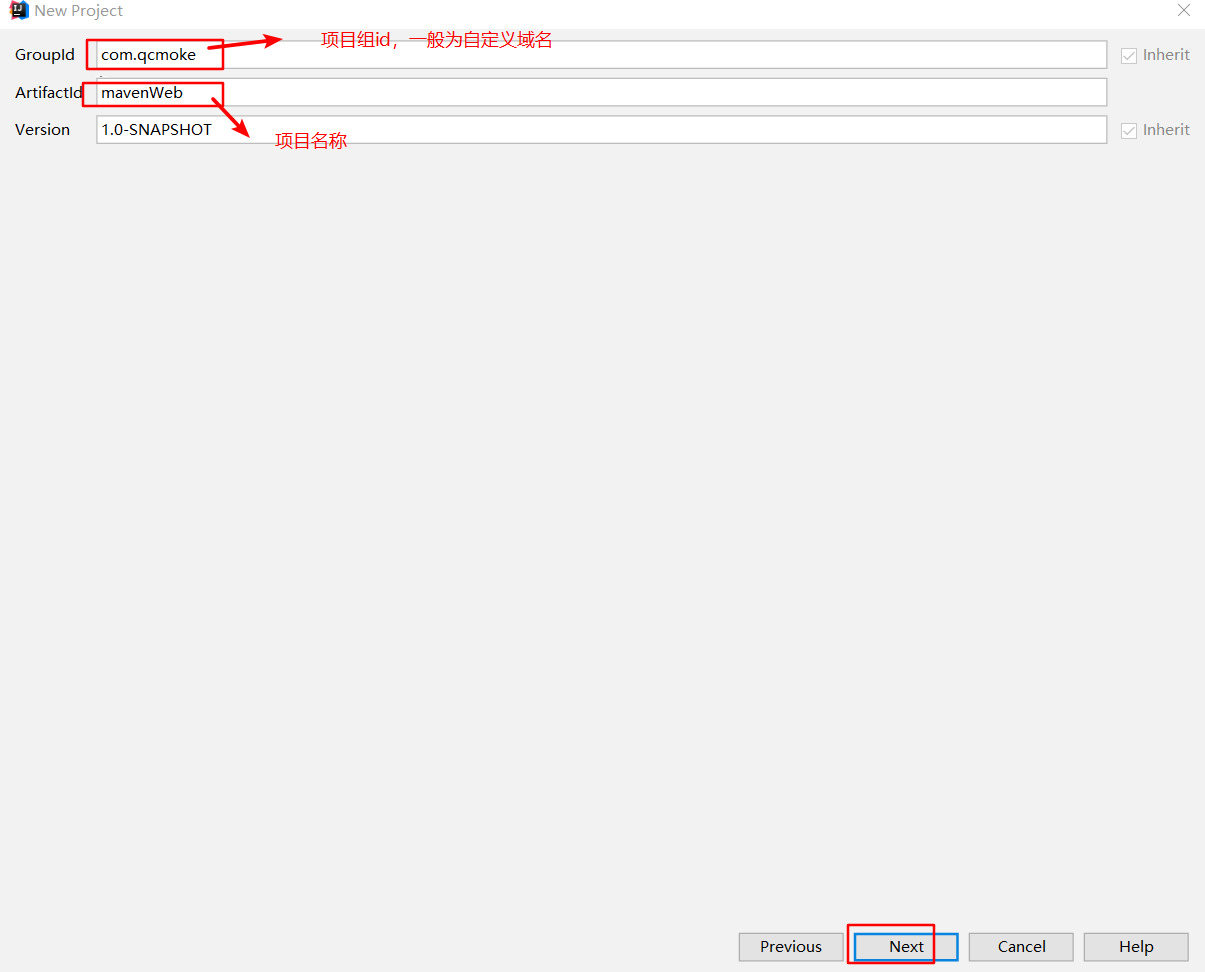 New Project
GroupId com.qcmoke 项目组id，一般为自定义域名 Inherit
ArtifactId mavenWeb
Version 1.0-SNAPSHOT Inherit
项目名称
Previous Next Cancel Help